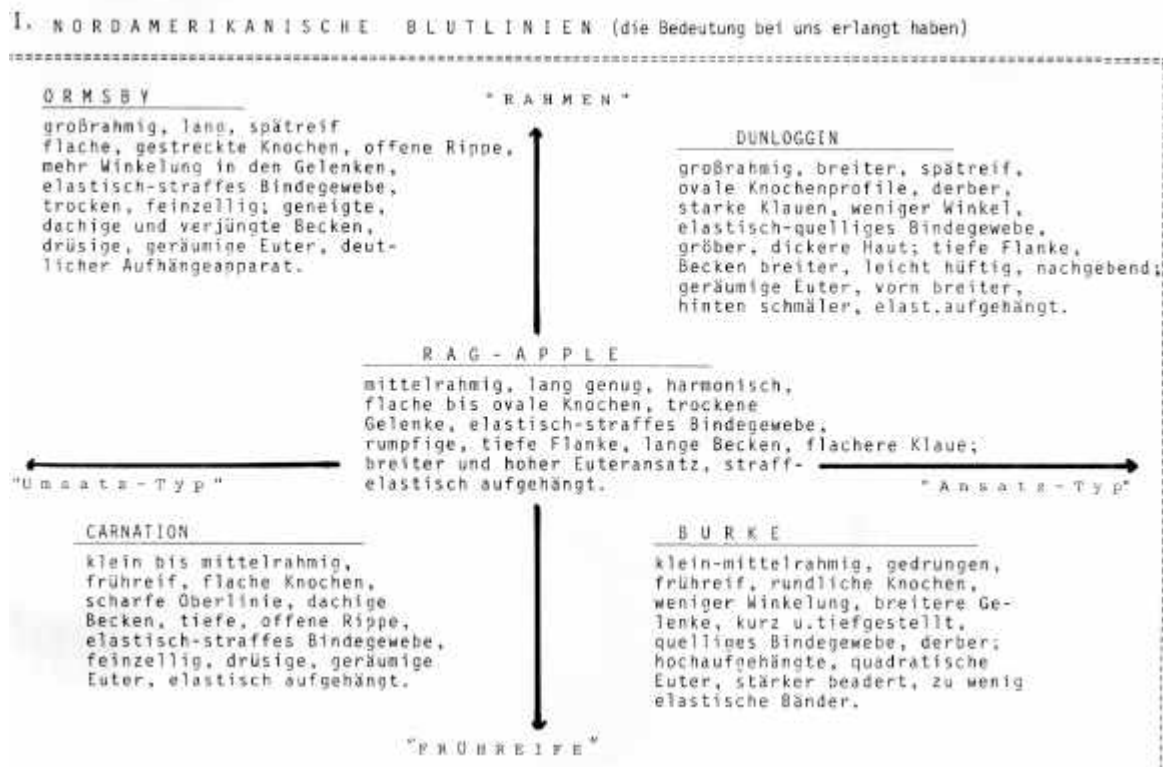 I. NORDAMERIKANISCHE BLUTLINIEN (die Bedeutung bei uns erlangt haben)
"RAHMEN"
ORMSBY
großrahmig, lang, spätreif
flache, gestreckte Knochen, offene Rippe,
mehr Winkelung in den Gelenken,
elastisch-straffes Bindegewebe,
trocken, feinzellig; geneigte,
dachige und verjüngte Becken,
drüsige, geräumige Euter, deut-
licher Aufhängeapparat.
DUNLOGGIN
großrahmig, breiter, spätreif,
ovale Knochenprofile, derber,
starke Klauen, weniger Winkel,
elastisch-quelliges Bindegewebe,
gröber, dickere Haut; tiefe Flanke,
Becken breiter, leicht hüftig, nachgebend;
geräumige Euter, vorn breiter,
hinten schmäler, elast.aufgehängt.
RAG-APPLE
mittelrahmig, lang genug, harmonisch,
flache bis ovale Knochen, trockene
Gelenke, elastisch-straffes Bindegewebe,
rumpfige, tiefe Flanke, lange Becken, flachere Klaue;
breiter und hoher Euteransatz, straff-
elastisch aufgehängt.
"Umsatz-Typ"
"Ansatz-Typ"
CARNATION
klein bis mittelrahmig,
frühreif, flache Knochen,
scharfe Oberlinie, dachige
Becken, tiefe, offene Rippe,
elastisch-straffes Bindegewebe,
feinzellig, drüsige, geräumige
Euter, elastisch aufgehängt.
BURKE
klein-mittelrahmig, gedrungen,
frühreif, rundliche Knochen,
weniger Winkelung, breitere Ge-
lenke, kurz u.tiefgestellt,
quelliges Bindegewebe, derber;
hochaufgehängte, quadratische
Euter, stärker beadert, zu wenig
elastische Bänder.
"FRÜHREIFE"